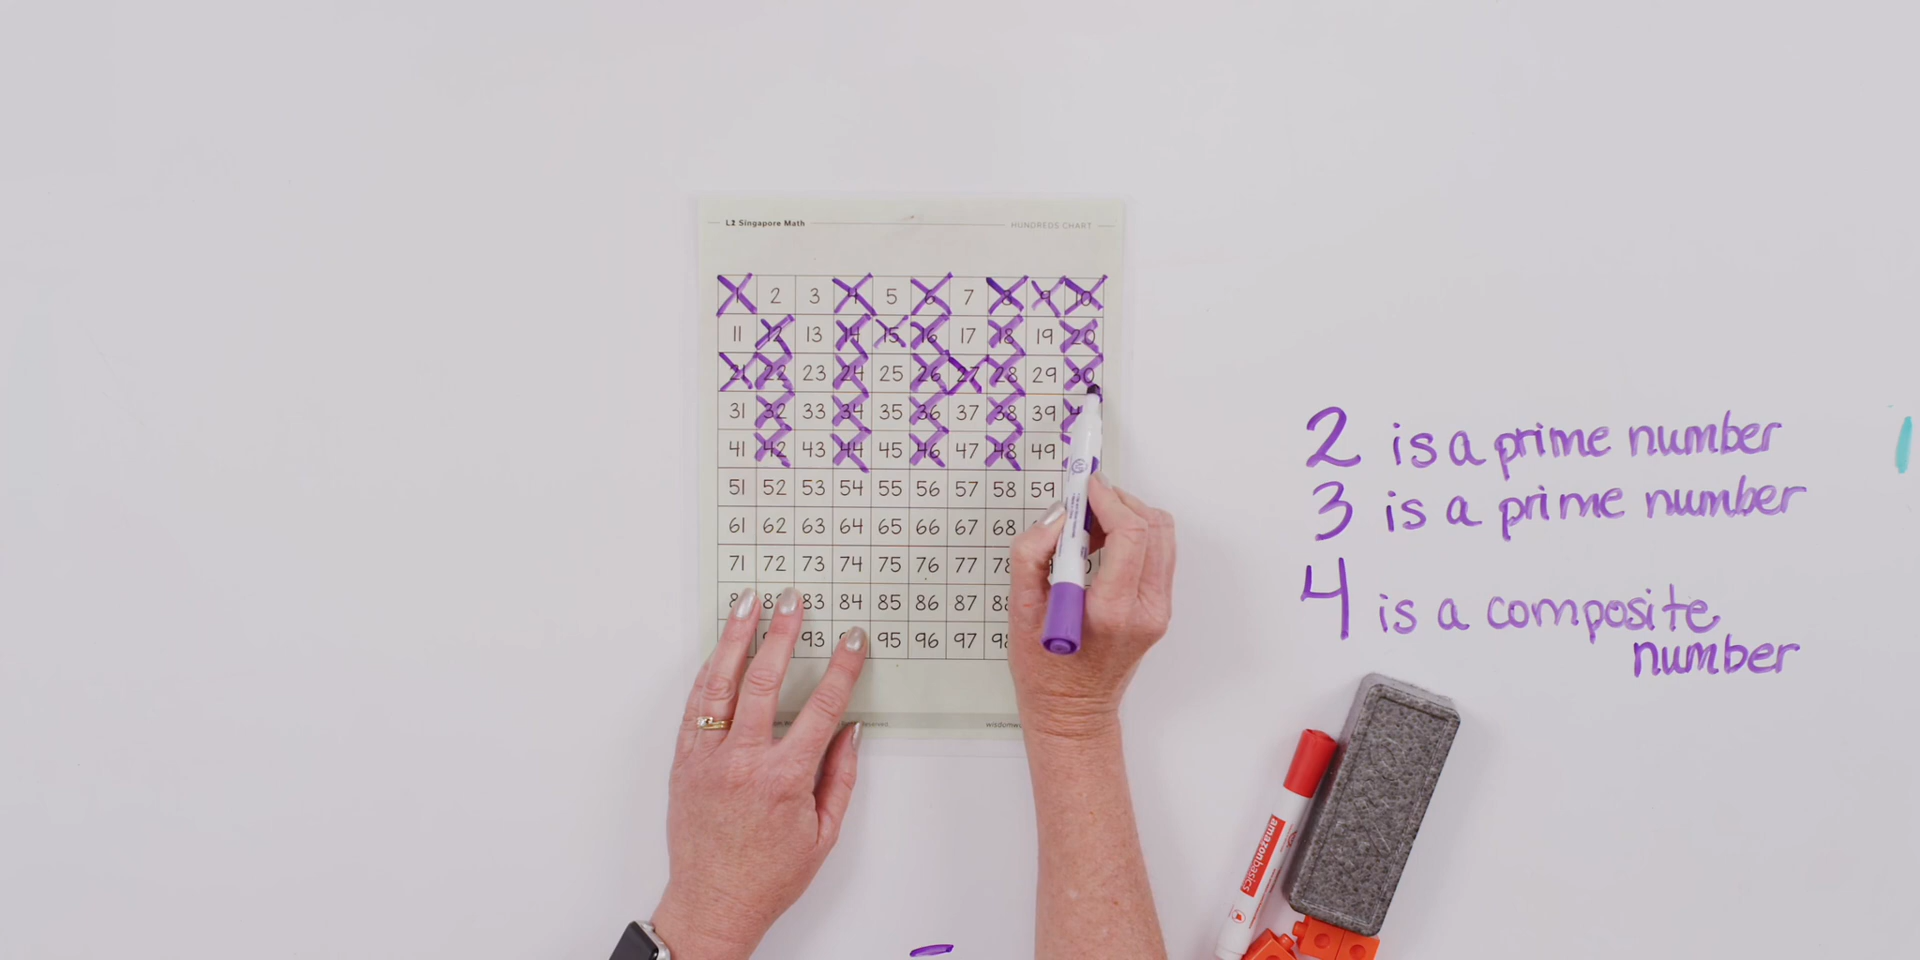 L2 Singapore Math
HUNDREDS CHART
1 2 3 4 5 6 7 8 9 10
11 12 13 14 15 16 17 18 19 20
21 22 23 24 25 26 27 28 29 30
31 32 33 34 35 36 37 38 39
41 42 43 44 45 46 47 48 49
51 52 53 54 55 56 57 58 59
61 62 63 64 65 66 67 68
71 72 73 74 75 76 77
83 84 85 86 87
93 95 96 97
2 is a prime number
3 is a prime number
4 is a composite
number
amazonbasics